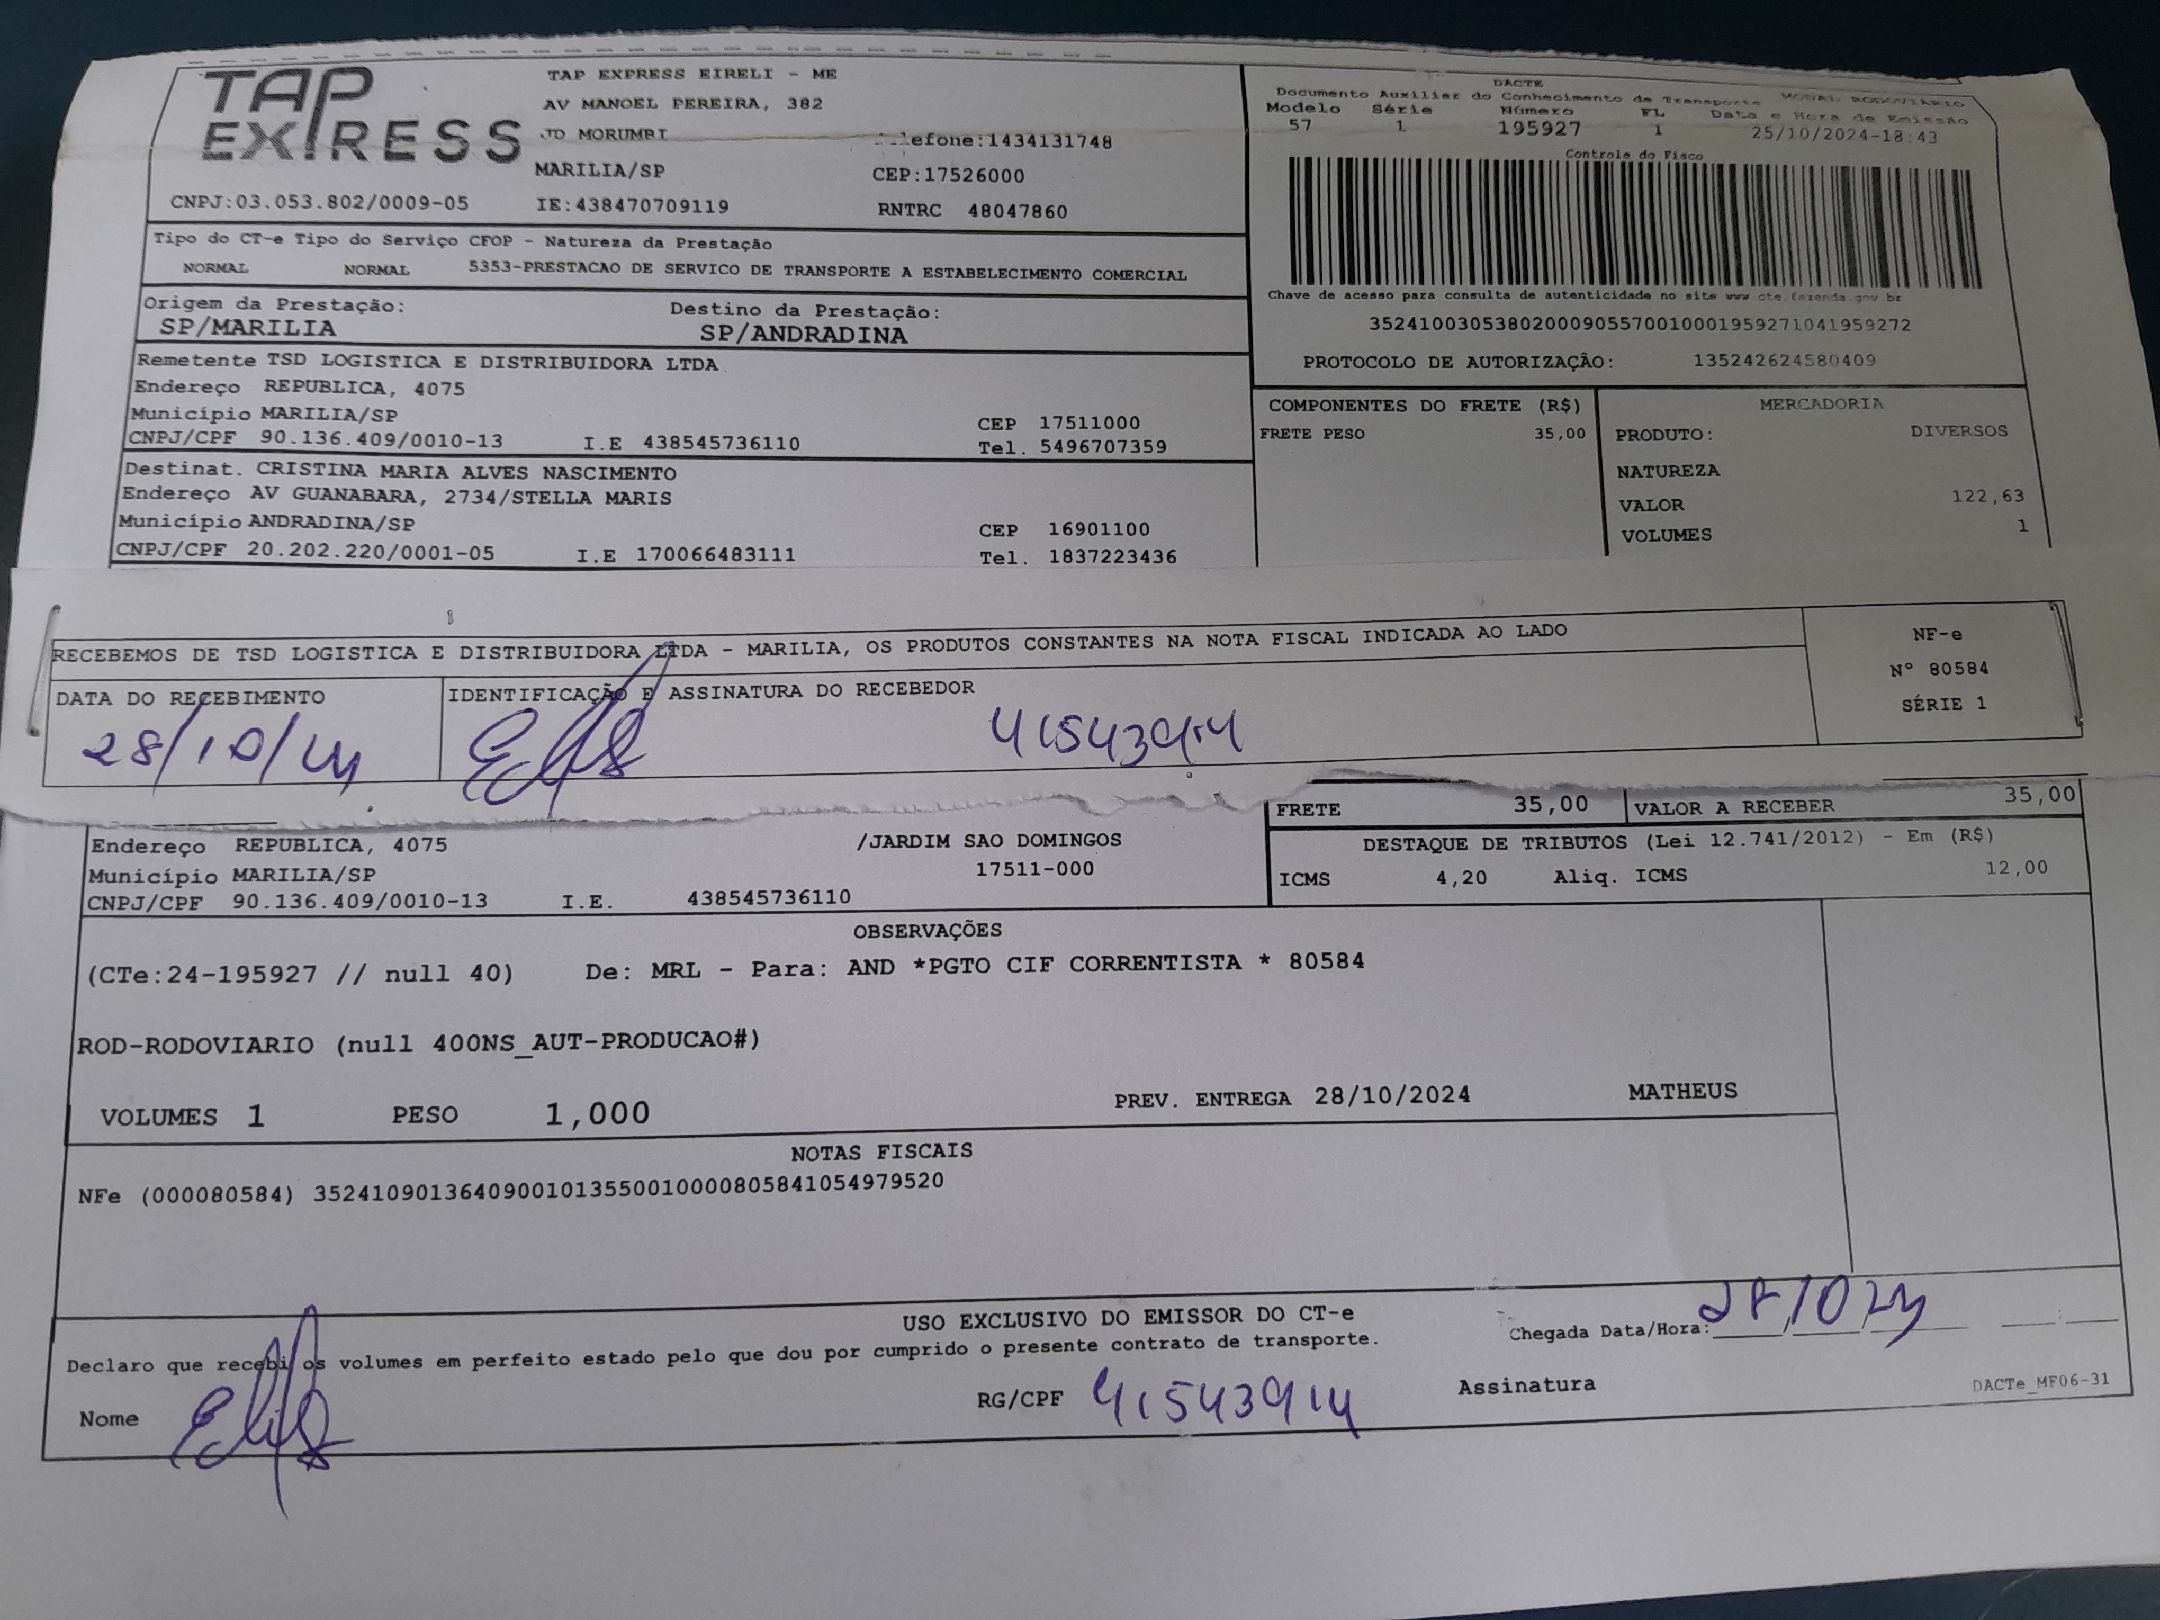 TAP EXPRESS
TAP EXPRESS EIRELI - ME
AV MANOEL PEREIRA, 382
JD MORUMBI
efone:1434131748
MARILIA/SP CEP:17526000
CNPJ:03.053.802/0009-05 IE:438470709119 RNTRC 48047860
DACTE
Documento Auxiliar do Conhecimento de Transporte MODAL RODOVIÁRIO
Modelo Série Número FL Data e Hora de Emissão
57 1 195927 1 25/10/2024-18:43
Controle do Fisco
Chave de acesso para consulta de autenticidade no site www.cte.fazenda.gov.br
35241003053802000905570010001959271041959272
PROTOCOLO DE AUTORIZAÇÃO: 135242624580409
Tipo do CT-e Tipo do Serviço CFOP - Natureza da Prestação
NORMAL NORMAL 5353-PRESTACAO DE SERVICO DE TRANSPORTE A ESTABELECIMENTO COMERCIAL
Origem da Prestação: Destino da Prestação:
SP/MARILIA SP/ANDRADINA
Remetente TSD LOGISTICA E DISTRIBUIDORA LTDA
Endereço REPUBLICA, 4075
Município MARILIA/SP CEP 17511000
CNPJ/CPF 90.136.409/0010-13 I.E 438545736110 Tel. 5496707359
Destinat. CRISTINA MARIA ALVES NASCIMENTO
Endereço AV GUANABARA, 2734/STELLA MARIS
Município ANDRADINA/SP CEP 16901100
CNPJ/CPF 20.202.220/0001-05 I.E 170066483111 Tel. 1837223436
COMPONENTES DO FRETE (R$)
FRETE PESO 35,00
MERCADORIA
PRODUTO: DIVERSOS
NATUREZA
VALOR 122,63
VOLUMES 1
RECEBEMOS DE TSD LOGISTICA E DISTRIBUIDORA LTDA - MARILIA, OS PRODUTOS CONSTANTES NA NOTA FISCAL INDICADA AO LADO
DATA DO RECEBIMENTO IDENTIFICAÇÃO E ASSINATURA DO RECEBEDOR
28/10/24 41543914
NF-e
Nº 80584
SÉRIE 1
FRETE 35,00 VALOR A RECEBER 35,00
Endereço REPUBLICA, 4075 /JARDIM SAO DOMINGOS
Município MARILIA/SP 17511-000
CNPJ/CPF 90.136.409/0010-13 I.E. 438545736110
DESTAQUE DE TRIBUTOS (Lei 12.741/2012) - Em (R$)
ICMS 4,20 Aliq. ICMS 12,00
OBSERVAÇÕES
(CTe:24-195927 // null 40) De: MRL - Para: AND *PGTO CIF CORRENTISTA * 80584
ROD-RODOVIARIO (null 400NS_AUT-PRODUCAO#)
VOLUMES 1 PESO 1,000 PREV. ENTREGA 28/10/2024 MATHEUS
NOTAS FISCAIS
NFe (000080584) 35241090136409001013550010000805841054979520
USO EXCLUSIVO DO EMISSOR DO CT-e
Declaro que recebi os volumes em perfeito estado pelo que dou por cumprido o presente contrato de transporte.
Chegada Data/Hora: 28/10 24
Nome RG/CPF 41543914 Assinatura
DACTe_MF06-31